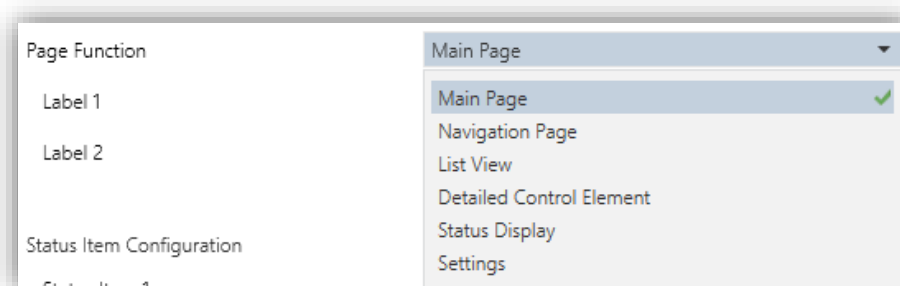 Page Function
Main Page
Label 1
Main Page
Navigation Page
Label 2
List View
Detailed Control Element
Status Display
Status Item Configuration
Settings